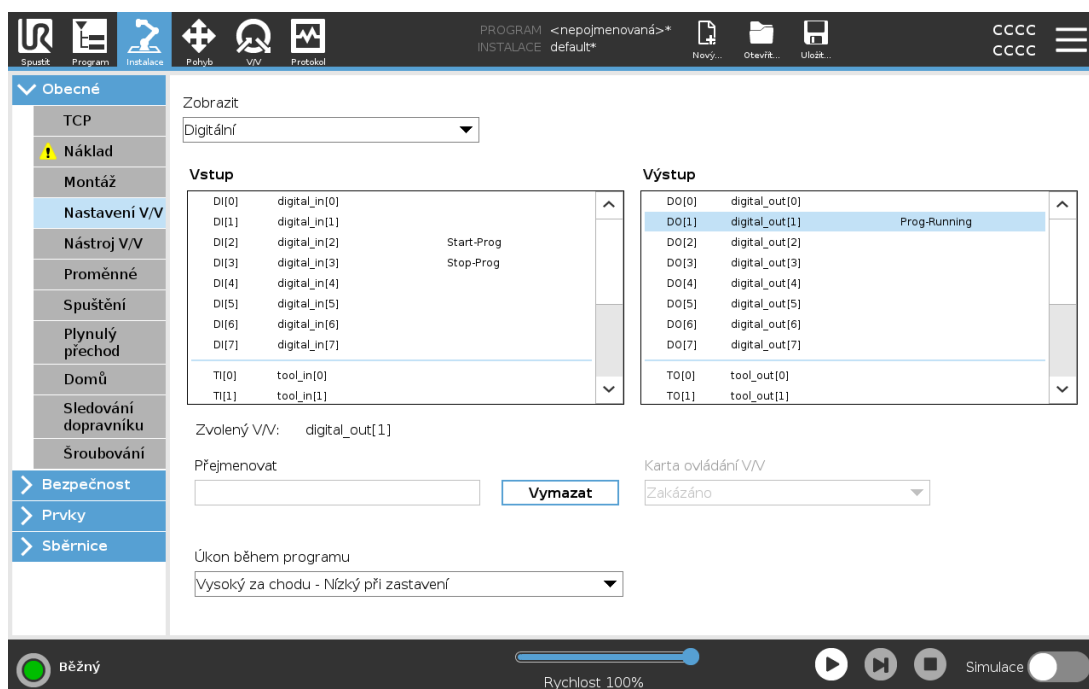 PROGRAM <nepojmenovaná>*
INSTALACE default*
CCCC
CCCC
Spustit Program Instalace Pohyb V/V Protokol Nový... Otevřít... Uložit...
Obecné
TCP
Náklad
Montáž
Nastavení V/V
Nástroj V/V
Proměnné
Spuštění
Plynulý
přechod
Domů
Sledování
dopravníku
Šroubování
Bezpečnost
Prvky
Sběrnice
Zobrazit
Digitální
Vstup
DI[0] digital_in[0]
DI[1] digital_in[1]
DI[2] digital_in[2] Start-Prog
DI[3] digital_in[3] Stop-Prog
DI[4] digital_in[4]
DI[5] digital_in[5]
DI[6] digital_in[6]
DI[7] digital_in[7]
TI[0] tool_in[0]
TI[1] tool_in[1]
Výstup
DO[0] digital_out[0]
DO[1] digital_out[1] Prog-Running
DO[2] digital_out[2]
DO[3] digital_out[3]
DO[4] digital_out[4]
DO[5] digital_out[5]
DO[6] digital_out[6]
DO[7] digital_out[7]
TO[0] tool_out[0]
TO[1] tool_out[1]
Zvolený V/V: digital_out[1]
Přejmenovat
Vymazat
Karta ovládání V/V
Zakázáno
Úkon během programu
Vysoký za chodu - Nízký při zastavení
Běžný
Rychlost 100%
Simulace